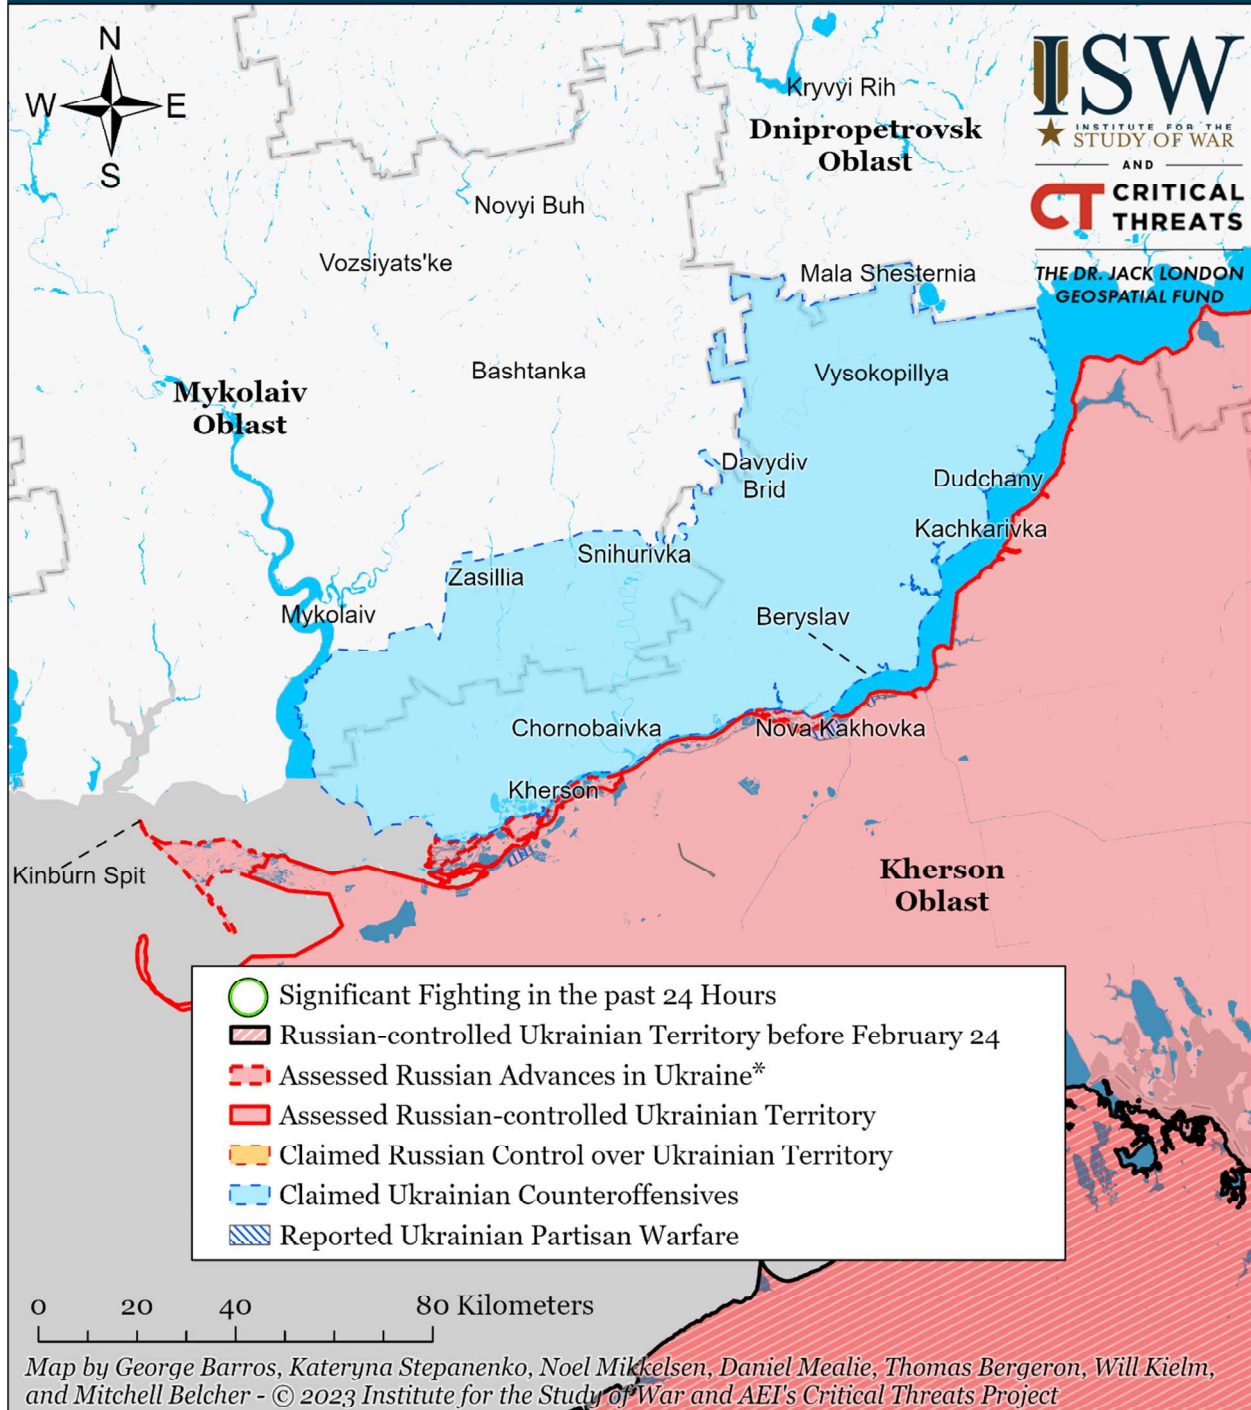 N
W E
S
ISW
INSTITUTE FOR THE
STUDY OF WAR
AND
CT CRITICAL
THREATS
THE DR. JACK LONDON
GEOSPATIAL FUND
Kryvyi Rih
Dnipropetrovsk
Oblast
Novyi Buh
Vozsiyats'ke
Mala Shesternia
Bashtanka
Vysokopillya
Mykolaiv
Oblast
Davydiv
Brid
Dudchany
Kachkarivka
Snihurivka
Zasillia
Mykolaiv
Beryslav
Chornobaivka
Nova Kakhovka
Kherson
Kinburn Spit
Kherson
Oblast
Significant Fighting in the past 24 Hours
Russian-controlled Ukrainian Territory before February 24
Assessed Russian Advances in Ukraine*
Assessed Russian-controlled Ukrainian Territory
Claimed Russian Control over Ukrainian Territory
Claimed Ukrainian Counteroffensives
Reported Ukrainian Partisan Warfare
0 20 40 80 Kilometers
Map by George Barros, Kateryna Stepanenko, Noel Mikkelsen, Daniel Mealie, Thomas Bergeron, Will Kielm,
and Mitchell Belcher - © 2023 Institute for the Study of War and AEI's Critical Threats Project